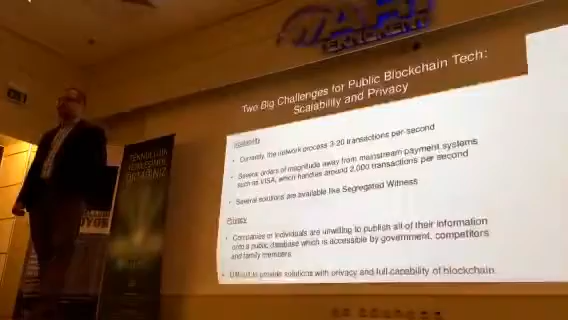 TEKNOKENT
Two Big Challenges for Public Blockchain Tech:
Scalability and Privacy
Scalability
• Currently, the network process 3-20 transactions per second
• Several orders of magnitude away from mainstream payment systems
such as VISA, which handles around 2,000 transactions per second
• Several solutions are available like Segregated Witness
Privacy
• Companies or individuals are unwilling to publish all of their information
onto a public database which is accessible by government, competitors
and family members
• Difficult to provide solutions with privacy and full-capability of blockchain.